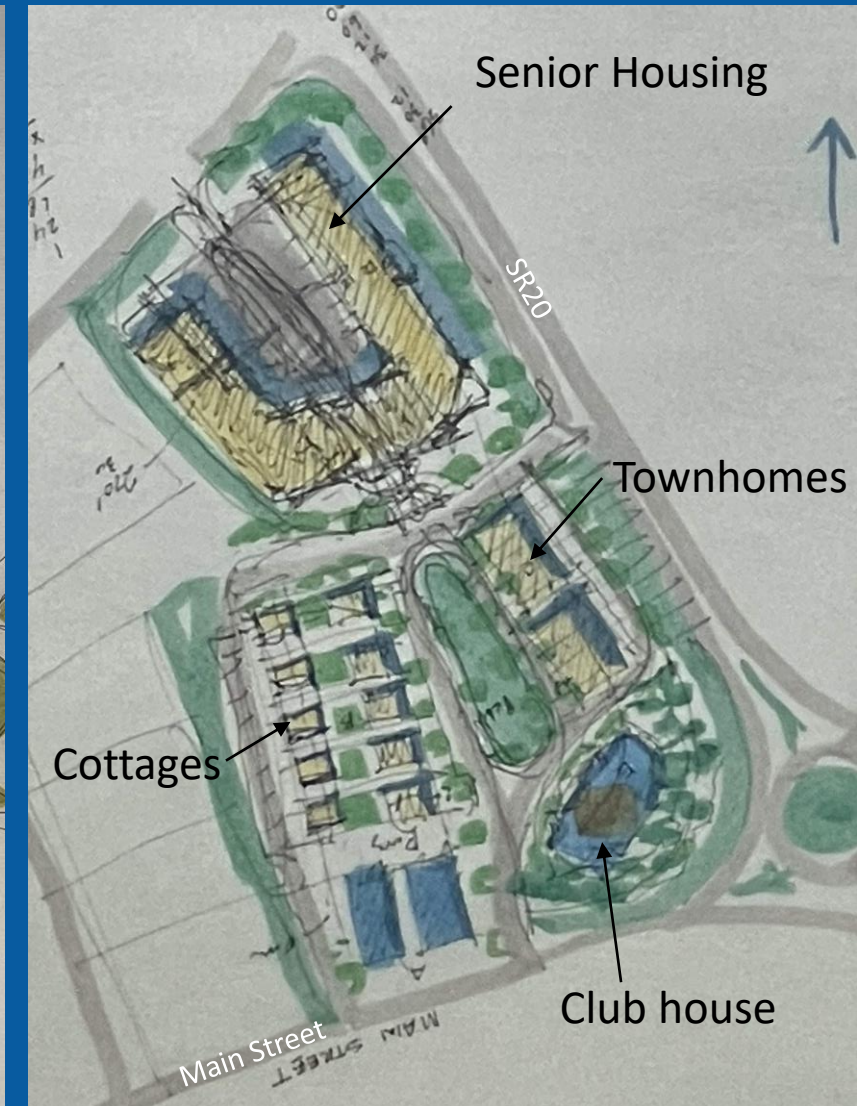 Senior Housing
SR20
Townhomes
Cottages
Club house
Main Street
MAIN STREET